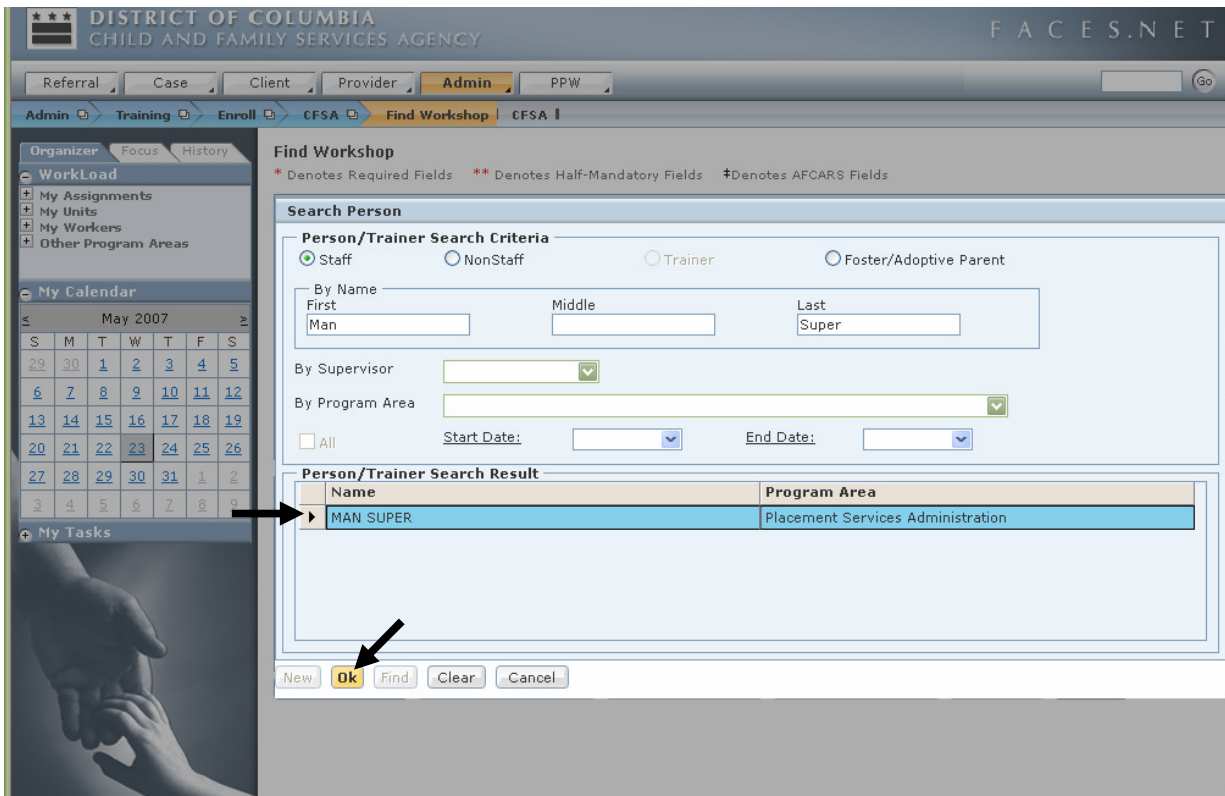 DISTRICT OF COLUMBIA
CHILD AND FAMILY SERVICES AGENCY
FACES.NET
Referral Case Client Provider Admin PPW Go
Admin Training Enroll CFSA Find Workshop CFSA
Organizer Focus History
WorkLoad
My Assignments
My Units
My Workers
Other Program Areas
My Calendar
< May 2007 >
S M T W T F S
29 30 1 2 3 4 5
6 7 8 9 10 11 12
13 14 15 16 17 18 19
20 21 22 23 24 25 26
27 28 29 30 31 1 2
3 4 5 6 7 8 9
My Tasks
Find Workshop
* Denotes Required Fields ** Denotes Half-Mandatory Fields ‡Denotes AFCARS Fields
Search Person
Person/Trainer Search Criteria
Staff NonStaff Trainer Foster/Adoptive Parent
By Name
First Middle Last
Man Super
By Supervisor
By Program Area
All Start Date: End Date:
Person/Trainer Search Result
Name Program Area
MAN SUPER Placement Services Administration
New Ok Find Clear Cancel